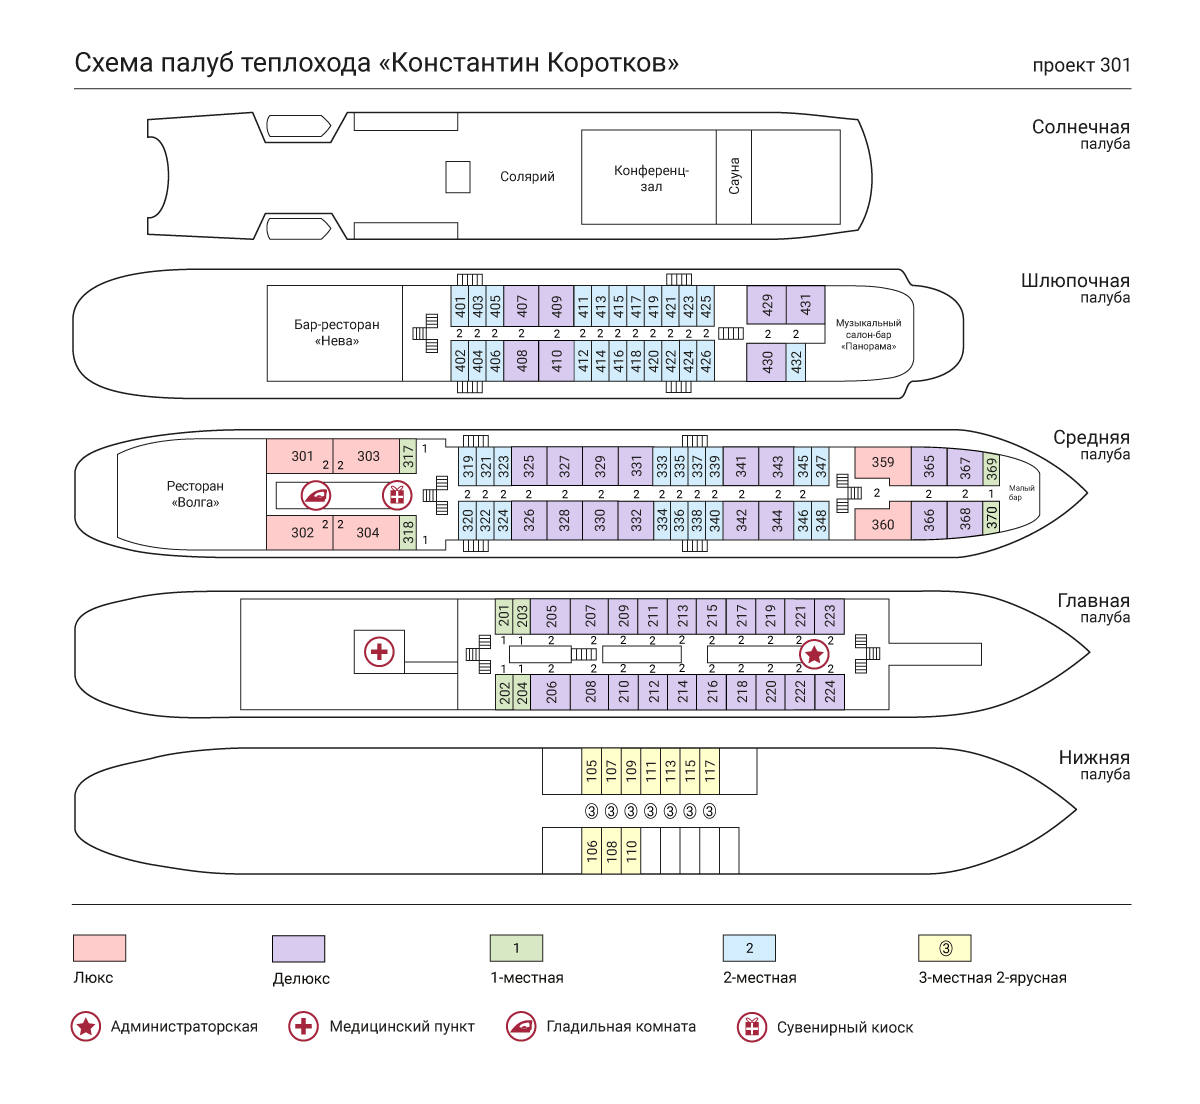 Схема палуб теплохода «Константин Коротков»
проект 301
Солнечная
палуба
Солярий
Конференц-
зал
Сауна
Шлюпочная
палуба
Бар-ресторан
«Нева»
401 403 405 407 409 411 413 415 417 419 421 423 425 429 431
2 2 2 2 2 2 2 2 2 2 2 2 2 2 2
402 404 406 408 410 412 414 416 418 420 422 424 426 430 432
Музыкальный
салон-бар
«Панорама»
Средняя
палуба
Ресторан
«Волга»
301 2 2 303 317 1 319 321 323 325 327 329 331 333 335 337 339 341 343 345 347 359 365 367 369
2 2 2 2 2 2 2 2 2 2 2 2 2 2 2 2 2 2 1
Малый
бар
302 2 2 304 318 1 320 322 324 326 328 330 332 334 336 338 340 342 344 346 348 360 366 368 370
Главная
палуба
201 203 205 207 209 211 213 215 217 219 221 223
1 1 2 2 2 2 2 2 2 2 2 2
1 1 2 2 2 2 2 2 2 2 2 2
202 204 206 208 210 212 214 216 218 220 222 224
Нижняя
палуба
105 107 109 111 113 115 117
3 3 3 3 3 3 3
106 108 110
1
2
3
Люкс
Делюкс
1-местная
2-местная
3-местная 2-ярусная
Администраторская
Медицинский пункт
Гладильная комната
Сувенирный киоск